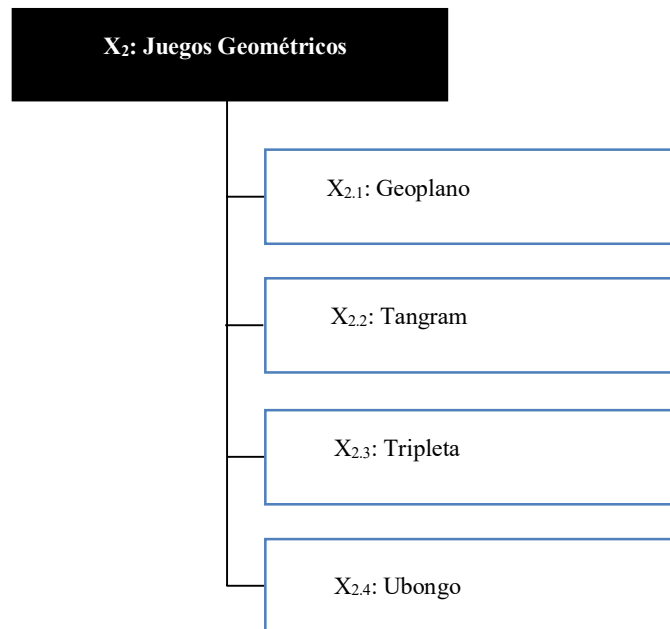 X₂: Juegos Geométricos
X₂.₁: Geoplano
X₂.₂: Tangram
X₂.₃: Tripleta
X₂.₄: Ubongo